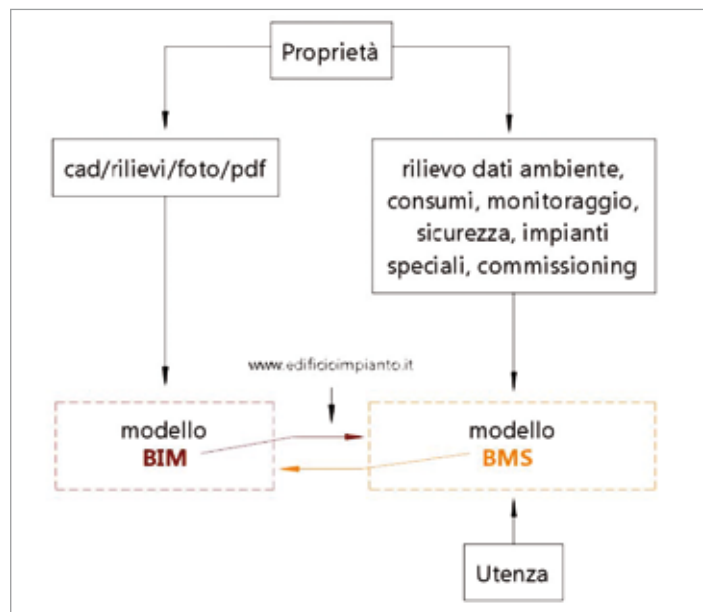 Proprietà
cad/rilievi/foto/pdf
rilievo dati ambiente,
consumi, monitoraggio,
sicurezza, impianti
speciali, commissioning
www.edificioimpianto.it
modello
BIM
modello
BMS
Utenza